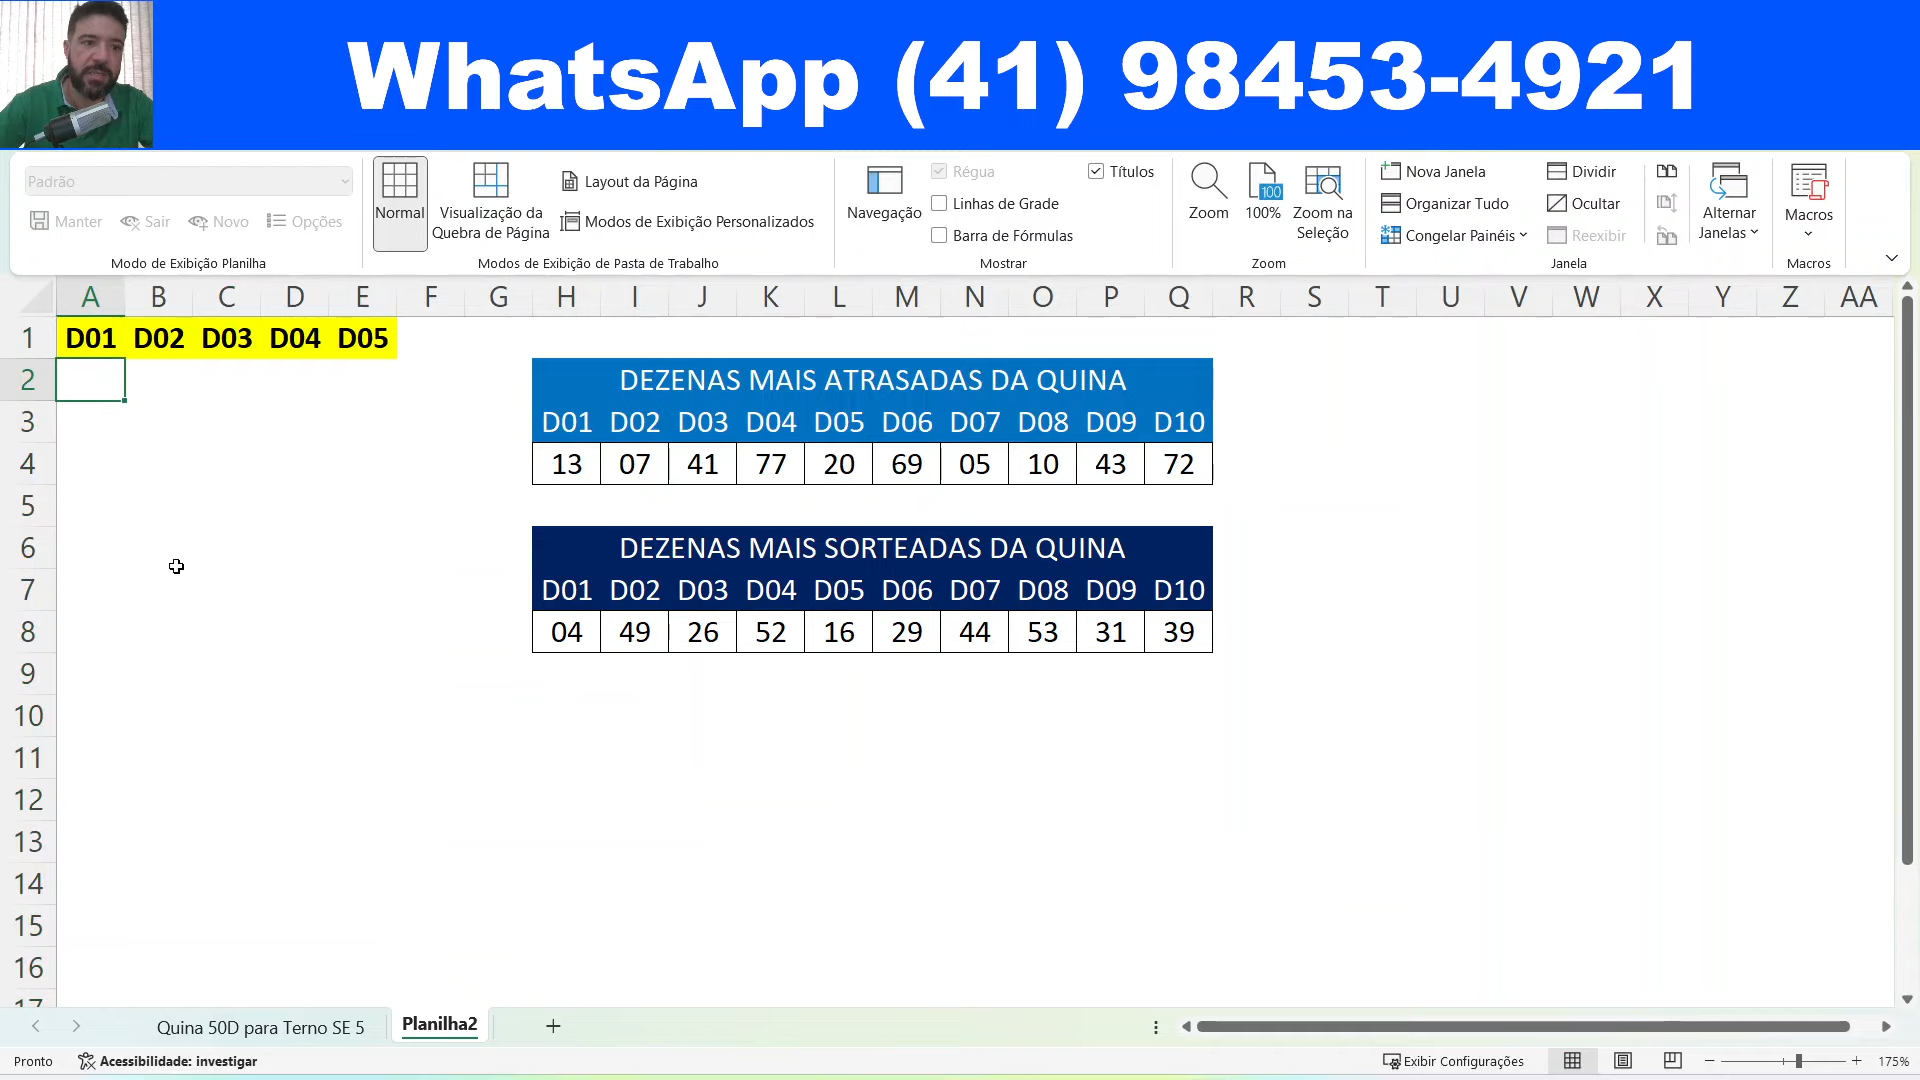 WhatsApp (41) 98453-4921
Padrão
Manter Sair Novo Opções
Modo de Exibição Planilha
Normal
Visualização da
Quebra de Página
Layout da Página
Modos de Exibição Personalizados
Modos de Exibição de Pasta de Trabalho
Navegação
Régua
Linhas de Grade
Barra de Fórmulas
Títulos
Mostrar
Zoom
100
100%
Zoom na
Seleção
Zoom
Nova Janela
Organizar Tudo
Congelar Painéis
Dividir
Ocultar
Reexibir
Alternar
Janelas
Janela
Macros
Macros
A B C D E F G H I J K L M N O P Q R S T U V W X Y Z AA
1 D01 D02 D03 D04 D05
2 DEZENAS MAIS ATRASADAS DA QUINA
3 D01 D02 D03 D04 D05 D06 D07 D08 D09 D10
4 13 07 41 77 20 69 05 10 43 72
5
6 DEZENAS MAIS SORTEADAS DA QUINA
7 D01 D02 D03 D04 D05 D06 D07 D08 D09 D10
8 04 49 26 52 16 29 44 53 31 39
9
10
11
12
13
14
15
16
17
Quina 50D para Terno SE 5 Planilha2
Pronto Acessibilidade: investigar Exibir Configurações 175%